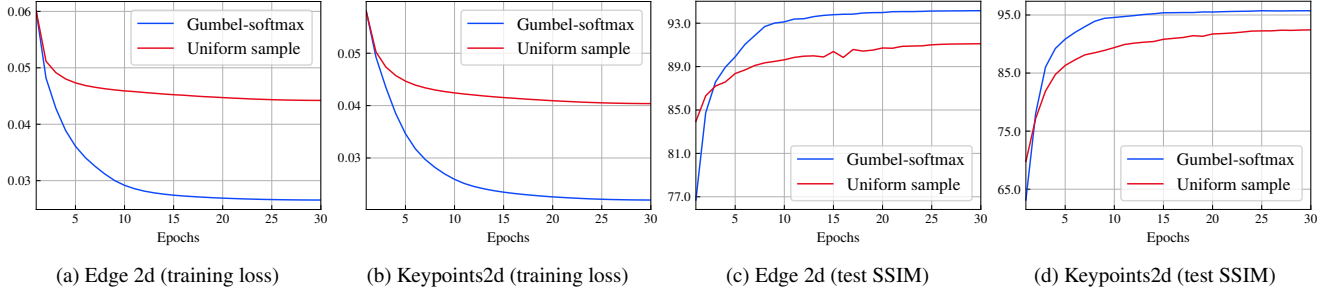 0.06
0.05
0.04
0.03
5 10 15 20 25 30
Epochs
Gumbel-softmax
Uniform sample
(a) Edge 2d (training loss)
0.05
0.04
0.03
5 10 15 20 25 30
Epochs
Gumbel-softmax
Uniform sample
(b) Keypoints2d (training loss)
93.0
89.0
85.0
81.0
77.0
5 10 15 20 25 30
Epochs
Gumbel-softmax
Uniform sample
(c) Edge 2d (test SSIM)
95.0
85.0
75.0
65.0
5 10 15 20 25 30
Epochs
Gumbel-softmax
Uniform sample
(d) Keypoints2d (test SSIM)